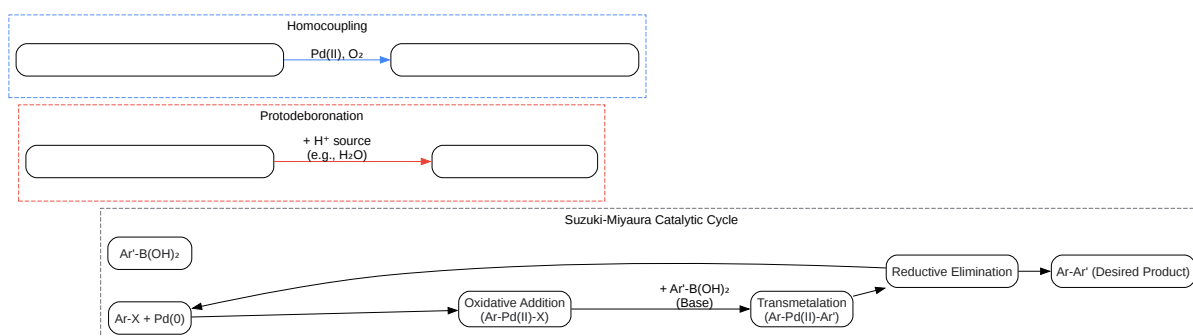 Homocoupling
Pd(II), O₂
Protodeboronation
+ H⁺ source
(e.g., H₂O)
Suzuki-Miyaura Catalytic Cycle
Ar'-B(OH)₂
Reductive Elimination
Ar-Ar' (Desired Product)
+ Ar'-B(OH)₂
(Base)
Oxidative Addition
(Ar-Pd(II)-X)
Transmetalation
(Ar-Pd(II)-Ar')
Ar-X + Pd(0)